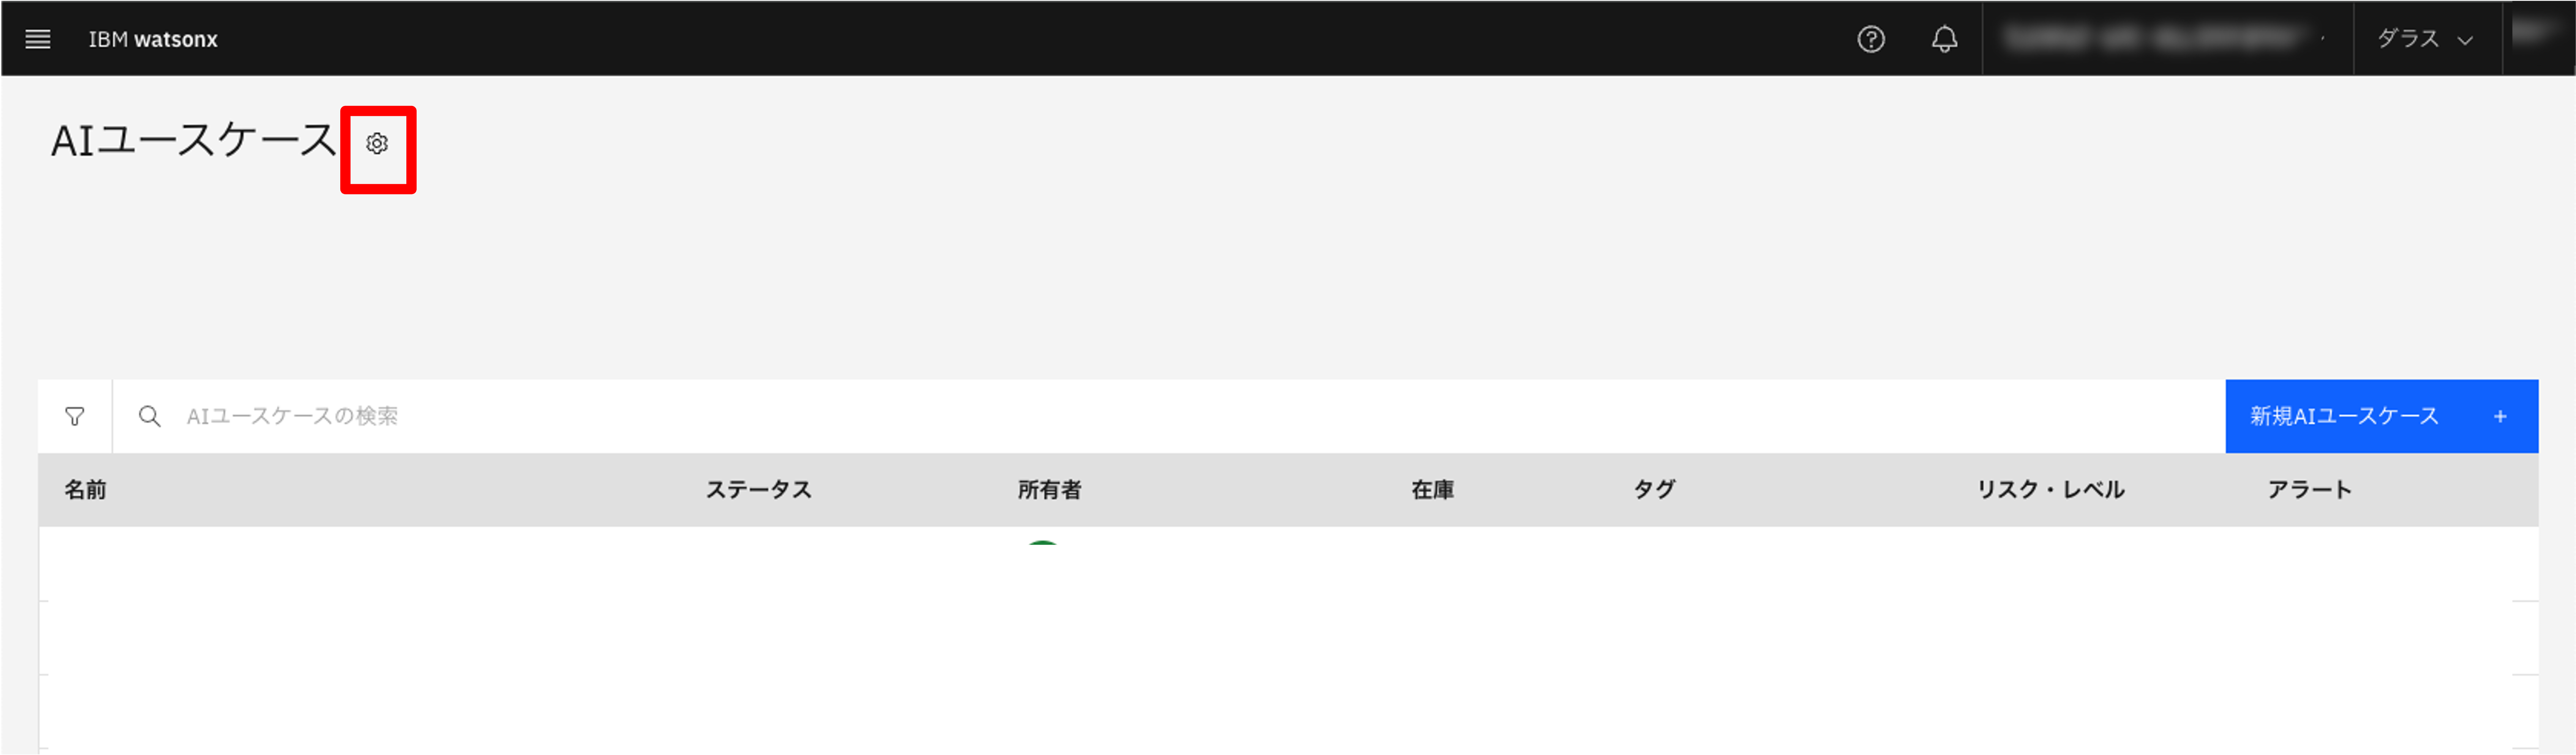 IBM watsonx
ダラス
AIユースケース
AIユースケースの検索
新規AIユースケース +
名前 ステータス 所有者 在庫 タグ リスク・レベル アラート